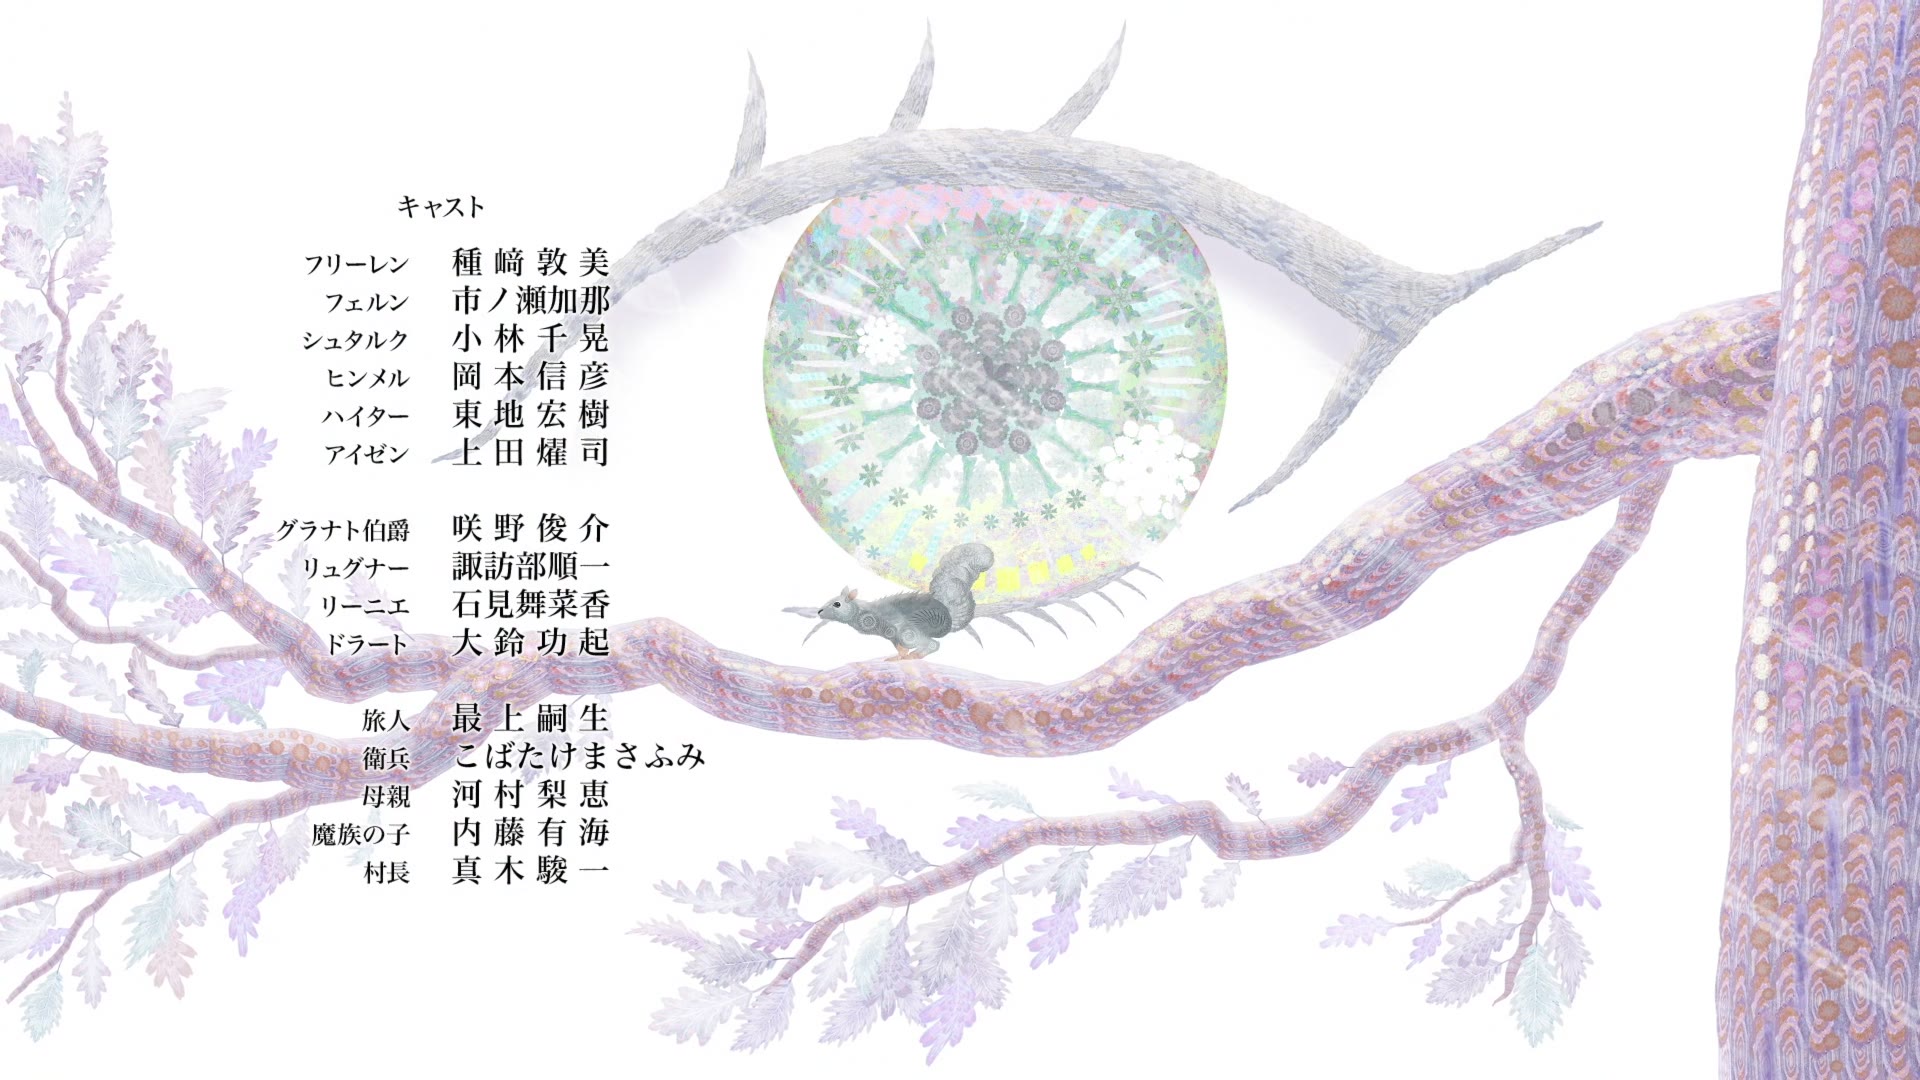 キャスト
フリーレン 種﨑敦美
フェルン 市ノ瀬加那
シュタルク 小林千晃
ヒンメル 岡本信彦
ハイター 東地宏樹
アイゼン 上田燿司
グラナト伯爵 咲野俊介
リュグナー 諏訪部順一
リーニエ 石見舞菜香
ドラート 大鈴功起
旅人 最上嗣生
衛兵 こばたけまさふみ
母親 河村梨恵
魔族の子 内藤有海
村長 真木駿一